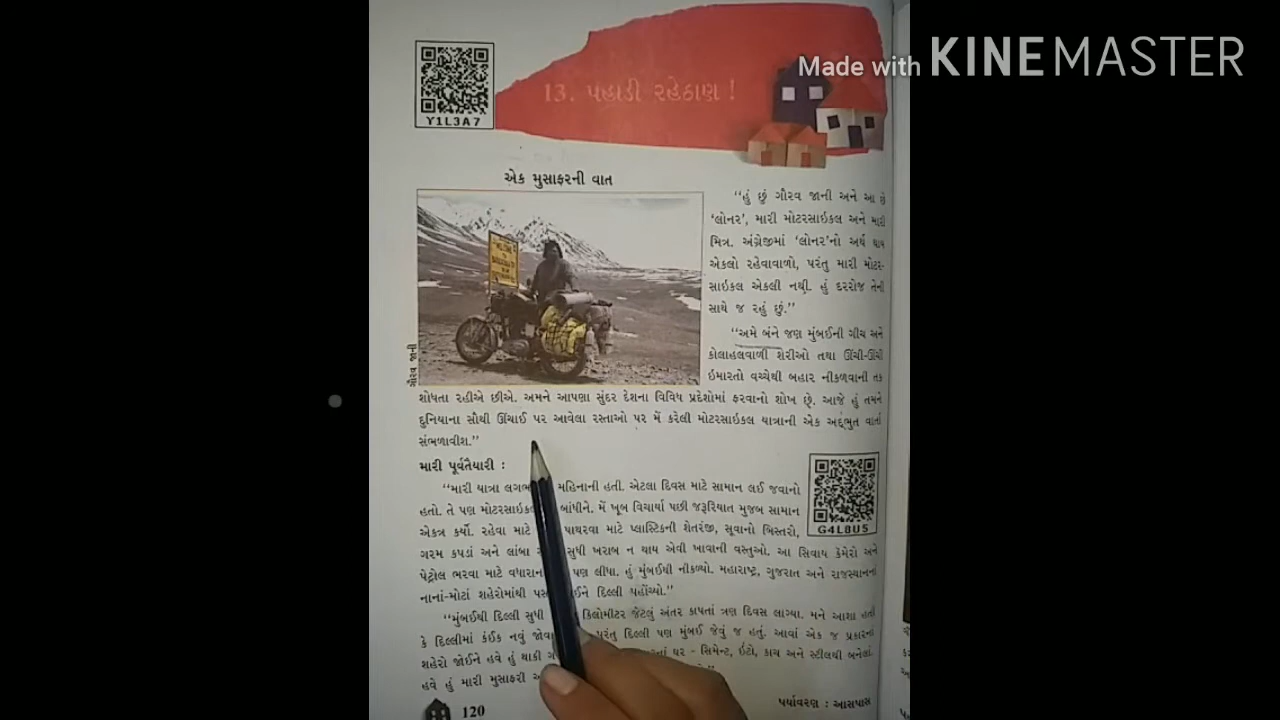 Made with KINEMASTER
Y1L3A7
13. પહાડી રહેઠાણ !
એક મુસાફરની વાત
ગૌરવ જાની
“હું છું ગૌરવ જાની અને આ છે
‘લોનર’, મારી મોટરસાઇકલ અને મારી
મિત્ર. અંગ્રેજીમાં ‘લોનર’નો અર્થ થાય
એકલો રહેવાવાળો, પરંતુ મારી મોટર-
સાઇકલ એકલી નથી. હું દરરોજ તેની
સાથે જ રહું છું.”
“અમે બંને જણ મુંબઈની ગીચ અને
કોલાહલવાળી શેરીઓ તથા ઊંચી-ઊંચી
ઇમારતો વચ્ચેથી બહાર નીકળવાની તક
શોધતા રહીએ છીએ. અમને આપણા સુંદર દેશના વિવિધ પ્રદેશોમાં ફરવાનો શોખ છે. આજે હું તમને
દુનિયાના સૌથી ઊંચાઈ પર આવેલા રસ્તાઓ પર મેં કરેલી મોટરસાઇકલ યાત્રાની એક અદ્ભુત વાર્તા
સંભળાવીશ.”
મારી પૂર્વતૈયારી :
“મારી યાત્રા મહિનાની હતી. એટલા દિવસ માટે સામાન લઈ જવાનો
હતો. તે પણ બાંધીને. મેં ખૂબ વિચાર્યા પછી જરૂરિયાત મુજબ સામાન
એકત્ર કર્યો. રહેવા માટે પાથરવા માટે પ્લાસ્ટિકની શેતરંજી, સૂવાનો બિસ્તરો,
ગરમ કપડાં અને લાંબા સુધી ખરાબ ન થાય એવી ખાવાની વસ્તુઓ. આ સિવાય કેમેરો અને
પેટ્રોલ ભરવા માટે પણ લીધા. હું મુંબઈથી નીકળ્યો. મહારાષ્ટ્ર, ગુજરાત અને રાજસ્થાનનાં
નાનાં-મોટાં શહેરોમાંથી દિલ્લી પહોંચ્યો.”
G4L8U5
“મુંબઈથી દિલ્લી સુધી કિલોમીટર જેટલું અંતર કાપતાં ત્રણ દિવસ લાગ્યા. મને આશા હતી
કે દિલ્લીમાં કંઈક નવું પરંતુ દિલ્લી પણ મુંબઈ જેવું જ હતું. આવાં એક જ પ્રકારનાં
શહેરો જોઈને હવે હું થાકી ઘર - સિમેન્ટ, ઇંટો, કાચ અને સ્ટીલથી બનેલાં.
હવે હું મારી મુસાફરી
120
પર્યાવરણ : આસપાસ